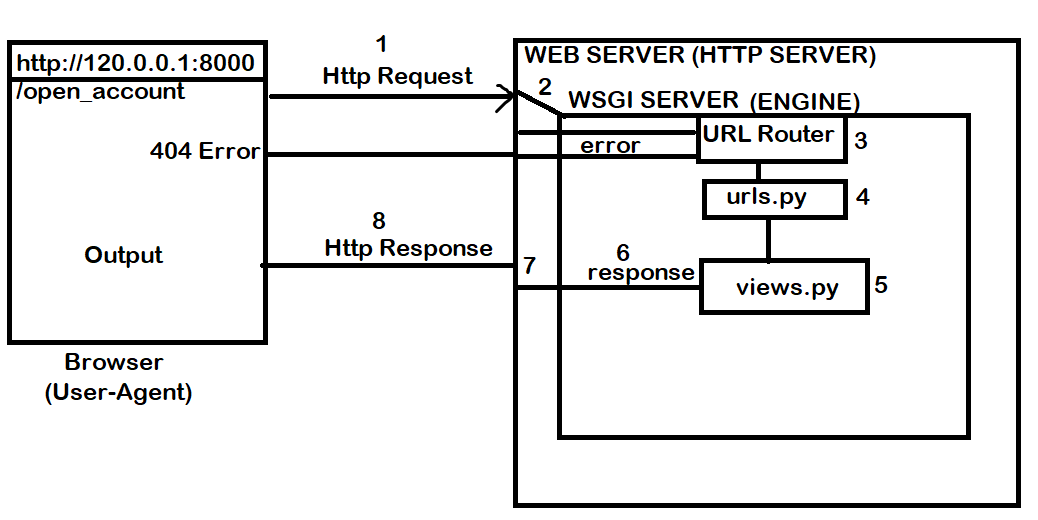 http://120.0.0.1:8000
/open_account
404 Error
Output
Browser
(User-Agent)
1
Http Request
8
Http Response
WEB SERVER (HTTP SERVER)
2
WSGI SERVER (ENGINE)
URL Router
3
error
urls.py
4
6
response
7
views.py
5